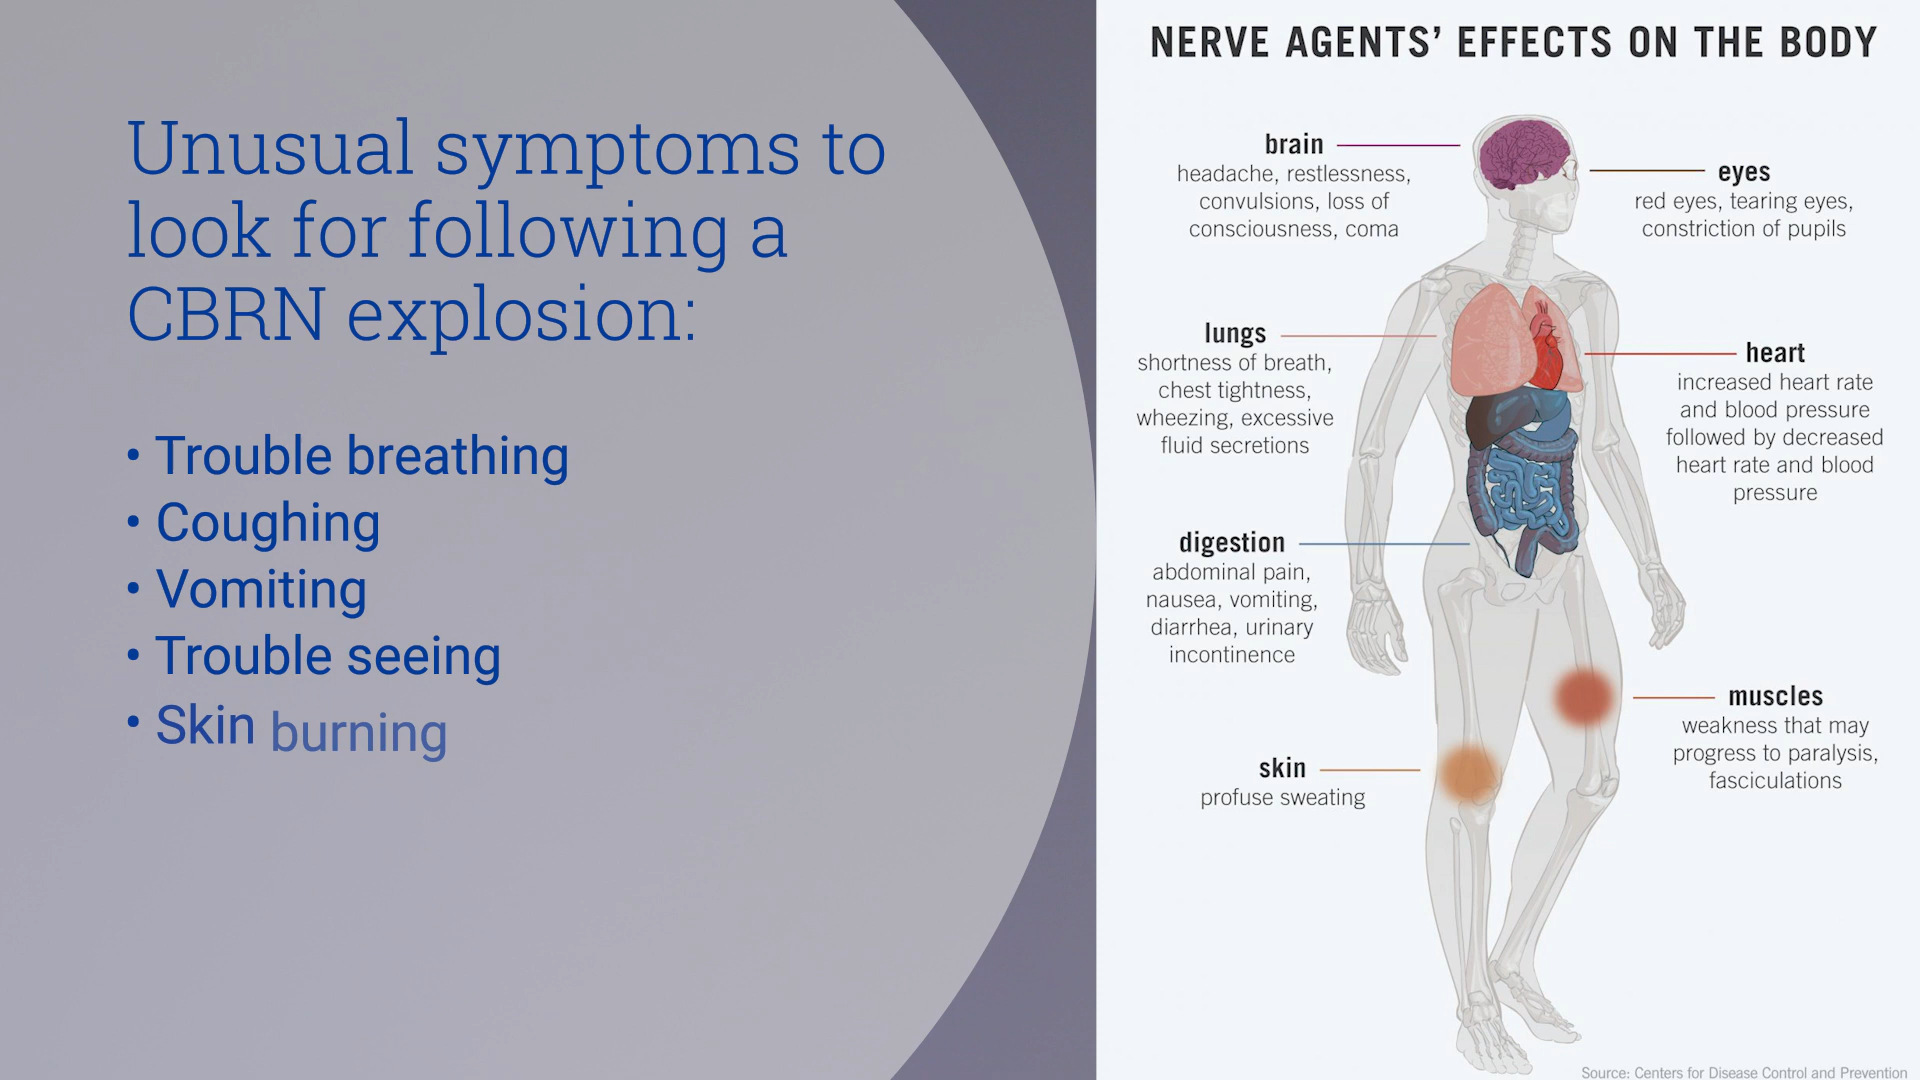 Unusual symptoms to
look for following a
CBRN explosion:
• Trouble breathing
• Coughing
• Vomiting
• Trouble seeing
• Skin burning
NERVE AGENTS’ EFFECTS ON THE BODY
brain
headache, restlessness,
convulsions, loss of
consciousness, coma
eyes
red eyes, tearing eyes,
constriction of pupils
lungs
shortness of breath,
chest tightness,
wheezing, excessive
fluid secretions
heart
increased heart rate
and blood pressure
followed by decreased
heart rate and blood
pressure
digestion
abdominal pain,
nausea, vomiting,
diarrhea, urinary
incontinence
muscles
weakness that may
progress to paralysis,
fasciculations
skin
profuse sweating
Source: Centers for Disease Control and Prevention